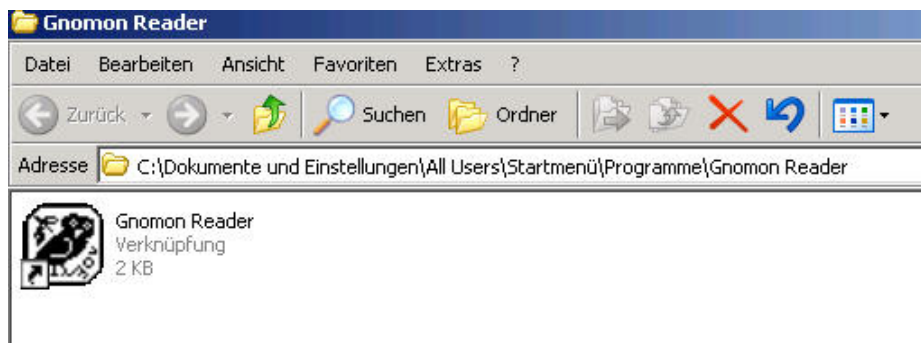 Gnomon Reader
Datei Bearbeiten Ansicht Favoriten Extras ?
Zurück Suchen Ordner
Adresse C:\Dokumente und Einstellungen\All Users\Startmenü\Programme\Gnomon Reader
Gnomon Reader
Verknüpfung
2 KB